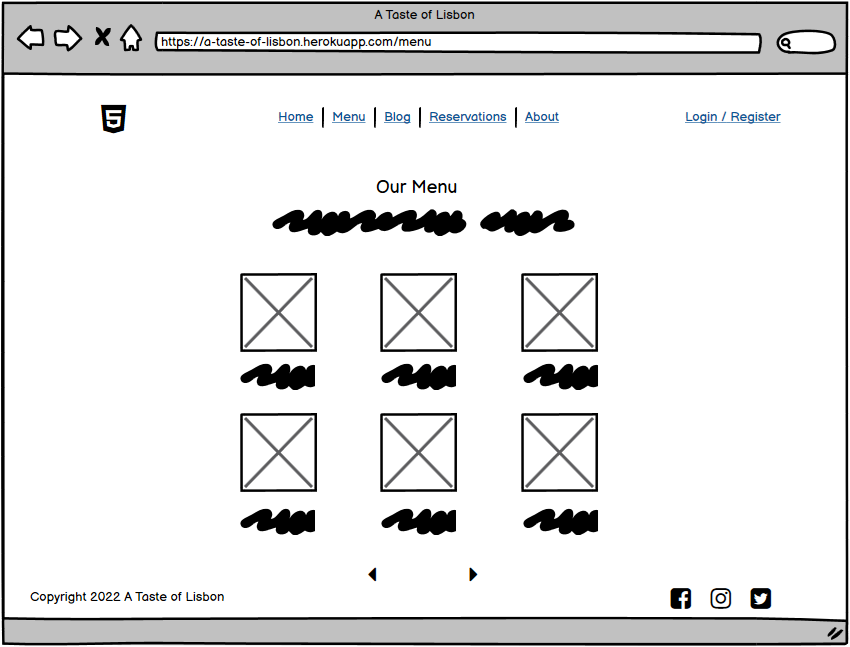 A Taste of Lisbon
https://a-taste-of-lisbon.herokuapp.com/menu
5 Home Menu Blog Reservations About Login / Register
Our Menu
Copyright 2022 A Taste of Lisbon